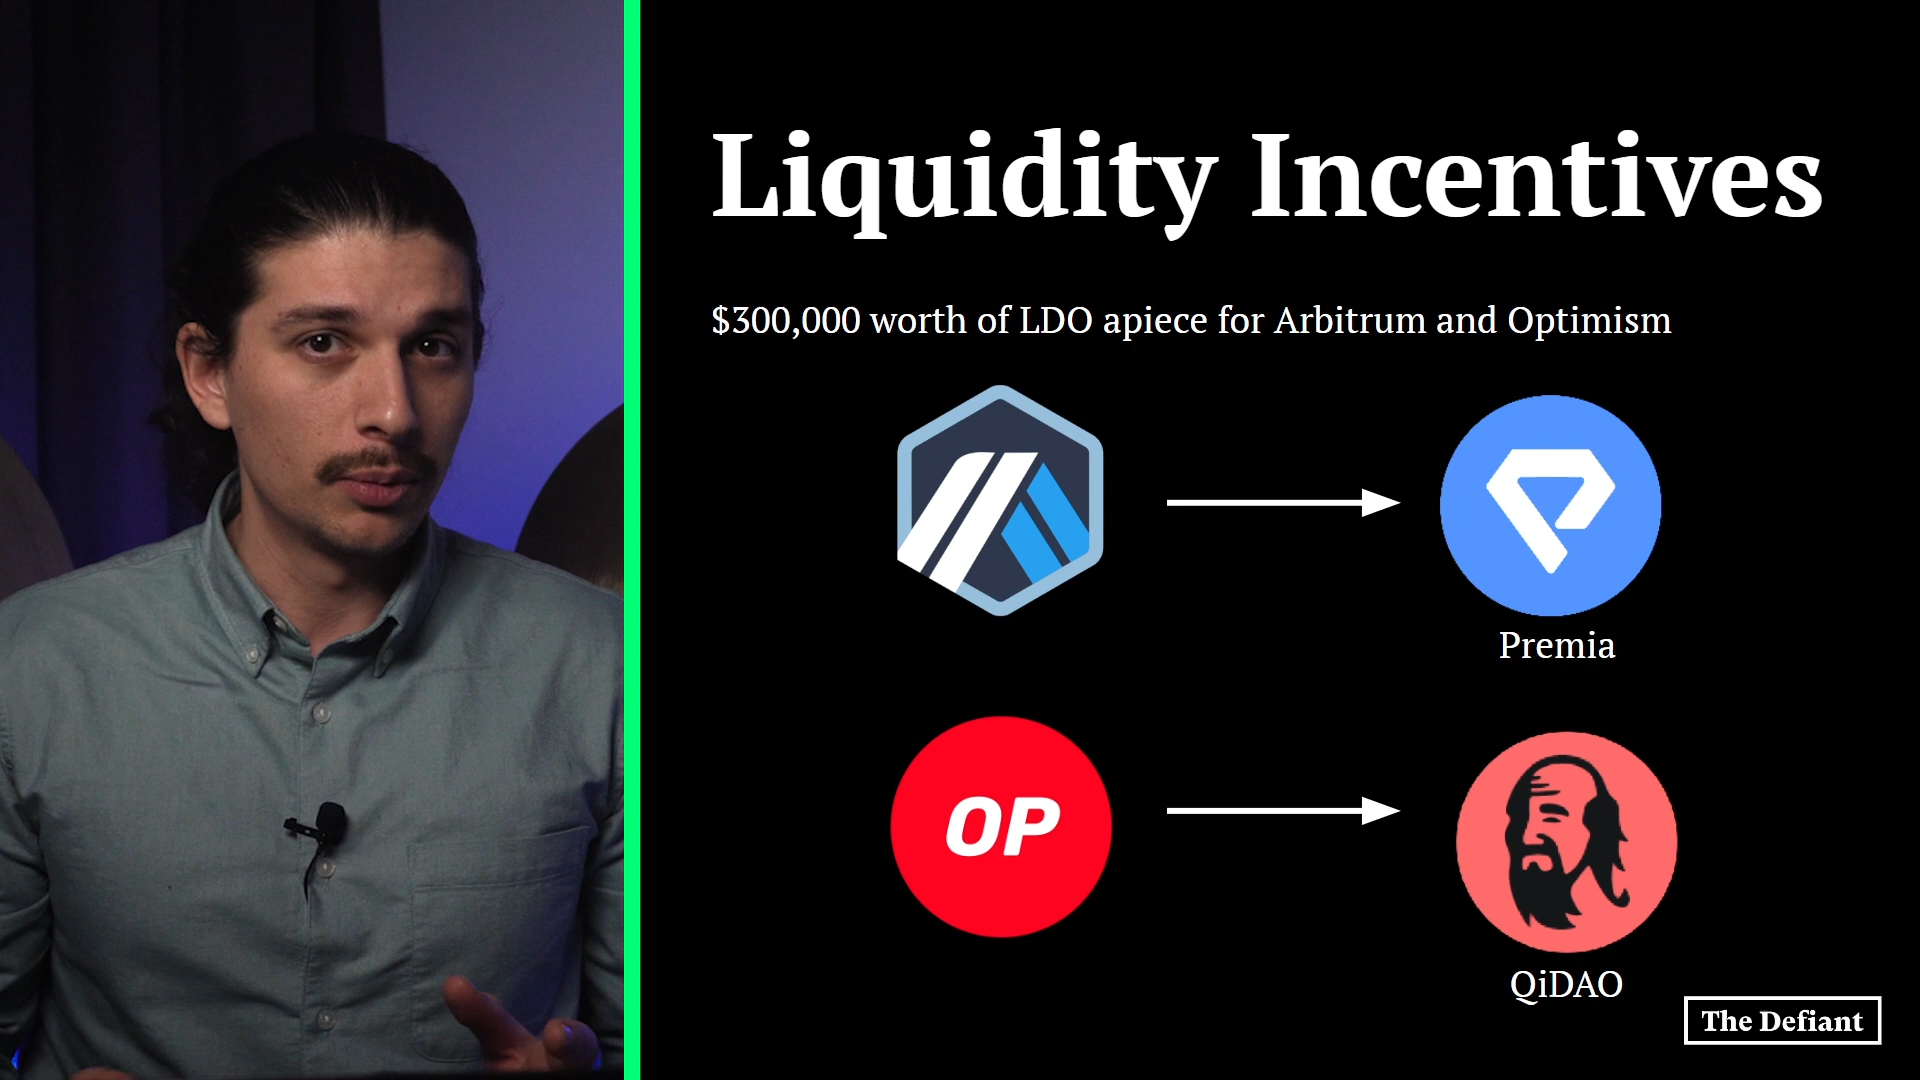 Liquidity Incentives
$300,000 worth of LDO apiece for Arbitrum and Optimism
Premia
OP
QiDAO
The Defiant